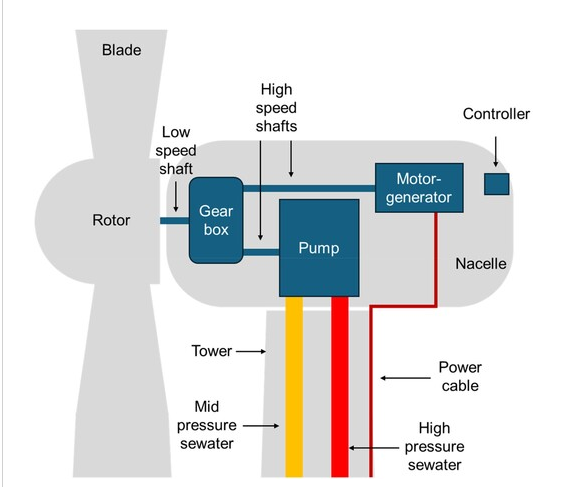 Blade
High
speed
shafts
Controller
Low
speed
shaft
Motor-
generator
Rotor
Gear
box
Pump
Nacelle
Tower
Power
cable
Mid
pressure
sewater
High
pressure
sewater